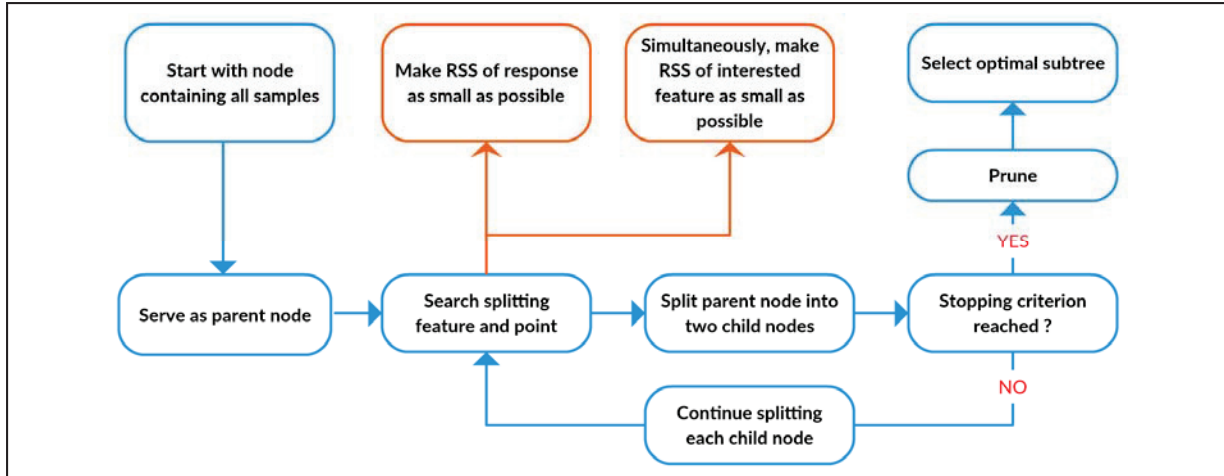 Start with node
containing all samples
Make RSS of response
as small as possible
Simultaneously, make
RSS of interested
feature as small as
possible
Select optimal subtree
Prune
YES
Serve as parent node
Search splitting
feature and point
Split parent node into
two child nodes
Stopping criterion
reached ?
NO
Continue splitting
each child node